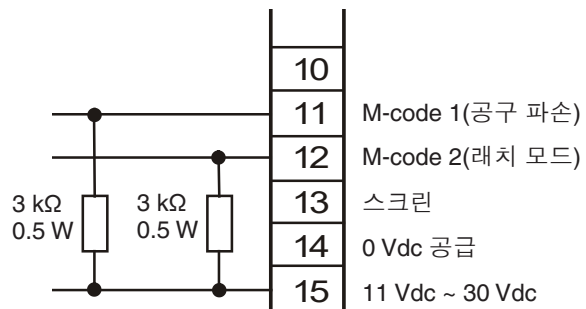 10
11 M-code 1(공구 파손)
12 M-code 2(래치 모드)
3 kΩ 3 kΩ 13 스크린
0.5 W 0.5 W
14 0 Vdc 공급
15 11 Vdc ~ 30 Vdc